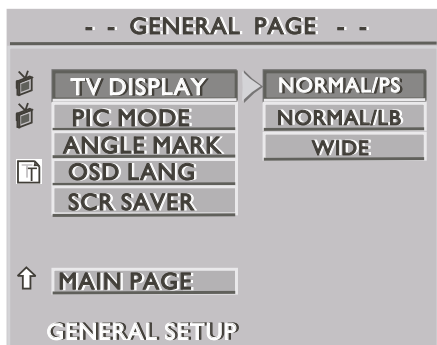 - - GENERAL PAGE - -
TV DISPLAY NORMAL/PS
PIC MODE NORMAL/LB
ANGLE MARK WIDE
OSD LANG
SCR SAVER
MAIN PAGE
GENERAL SETUP